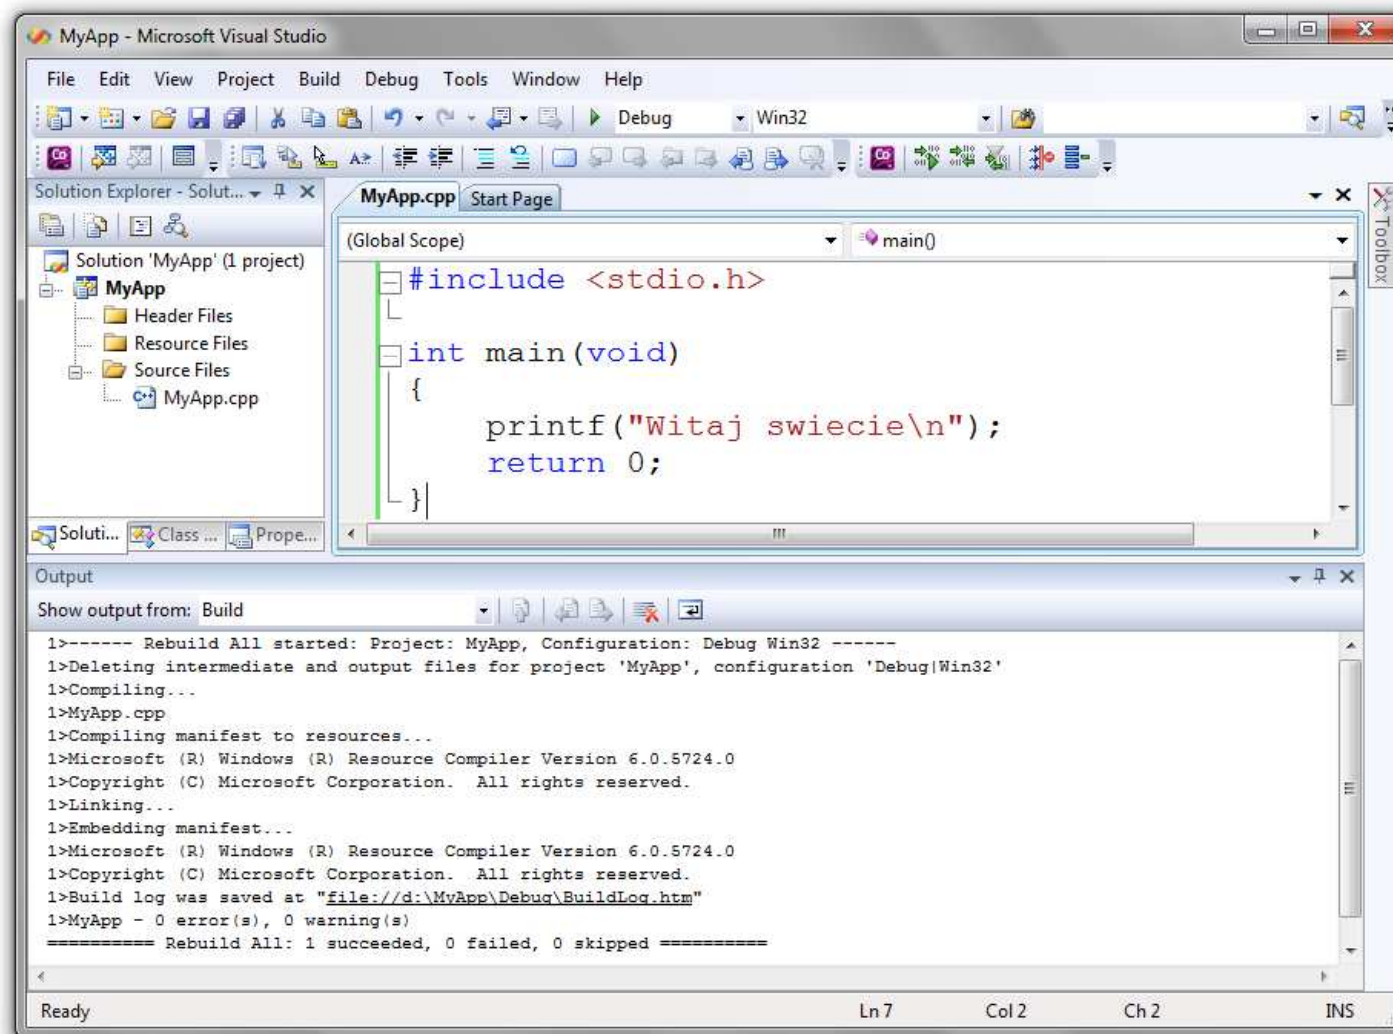 MyApp - Microsoft Visual Studio
File Edit View Project Build Debug Tools Window Help
Debug Win32
Solution Explorer - Solut...
MyApp.cpp Start Page
Toolbox
(Global Scope) main()
Solution 'MyApp' (1 project)
MyApp
Header Files
Resource Files
Source Files
MyApp.cpp
#include <stdio.h>
int main(void)
{
printf("Witaj swiecie\n");
return 0;
}
Soluti... Class ... Prope...
Output
Show output from: Build
1>------ Rebuild All started: Project: MyApp, Configuration: Debug Win32 ------
1>Deleting intermediate and output files for project 'MyApp', configuration 'Debug|Win32'
1>Compiling...
1>MyApp.cpp
1>Compiling manifest to resources...
1>Microsoft (R) Windows (R) Resource Compiler Version 6.0.5724.0
1>Copyright (C) Microsoft Corporation.  All rights reserved.
1>Linking...
1>Embedding manifest...
1>Microsoft (R) Windows (R) Resource Compiler Version 6.0.5724.0
1>Copyright (C) Microsoft Corporation.  All rights reserved.
1>Build log was saved at "file://d:\MyApp\Debug\BuildLog.htm"
1>MyApp - 0 error(s), 0 warning(s)
========== Rebuild All: 1 succeeded, 0 failed, 0 skipped ==========
Ready Ln 7 Col 2 Ch 2 INS